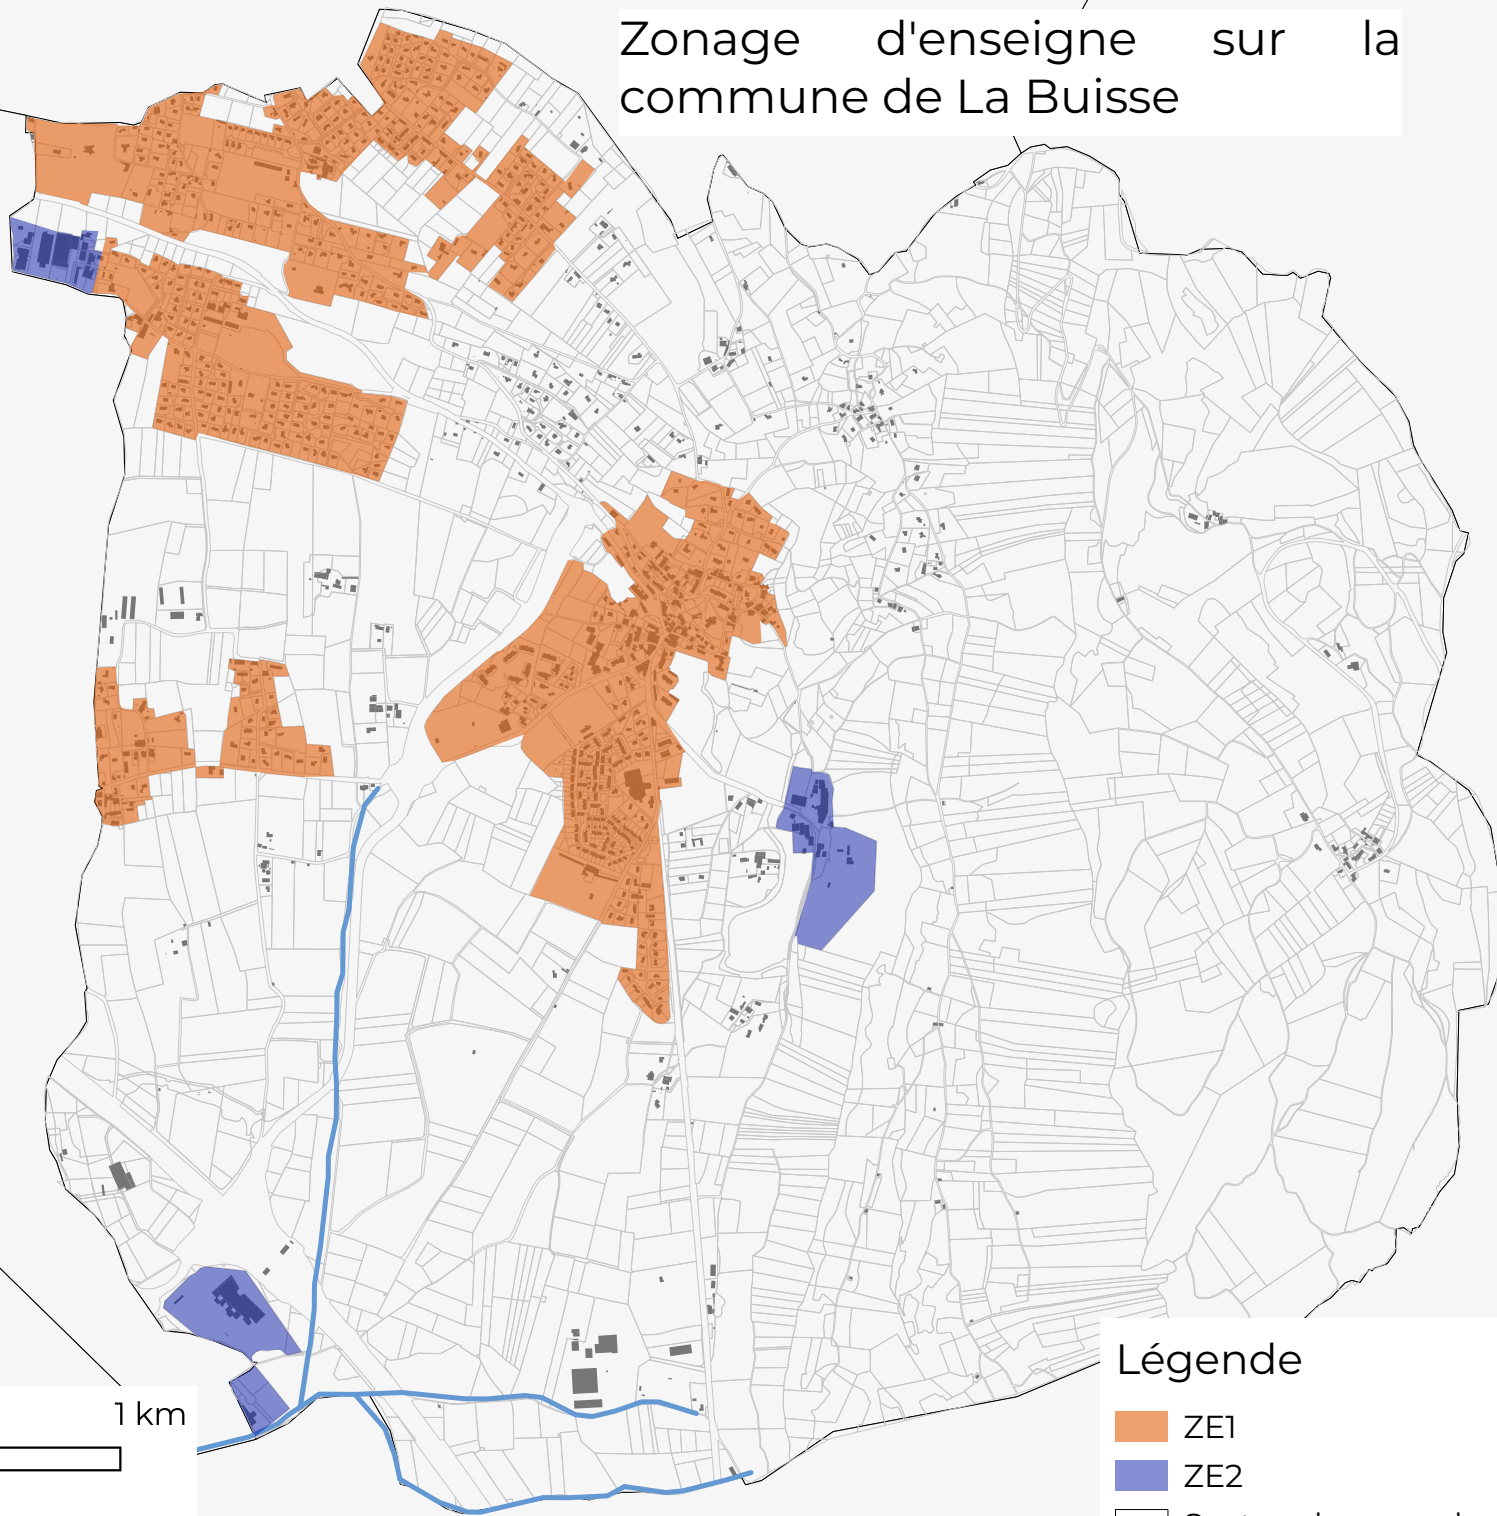 Zonage d'enseigne sur la
commune de La Buisse
1 km
Légende
ZE1
ZE2